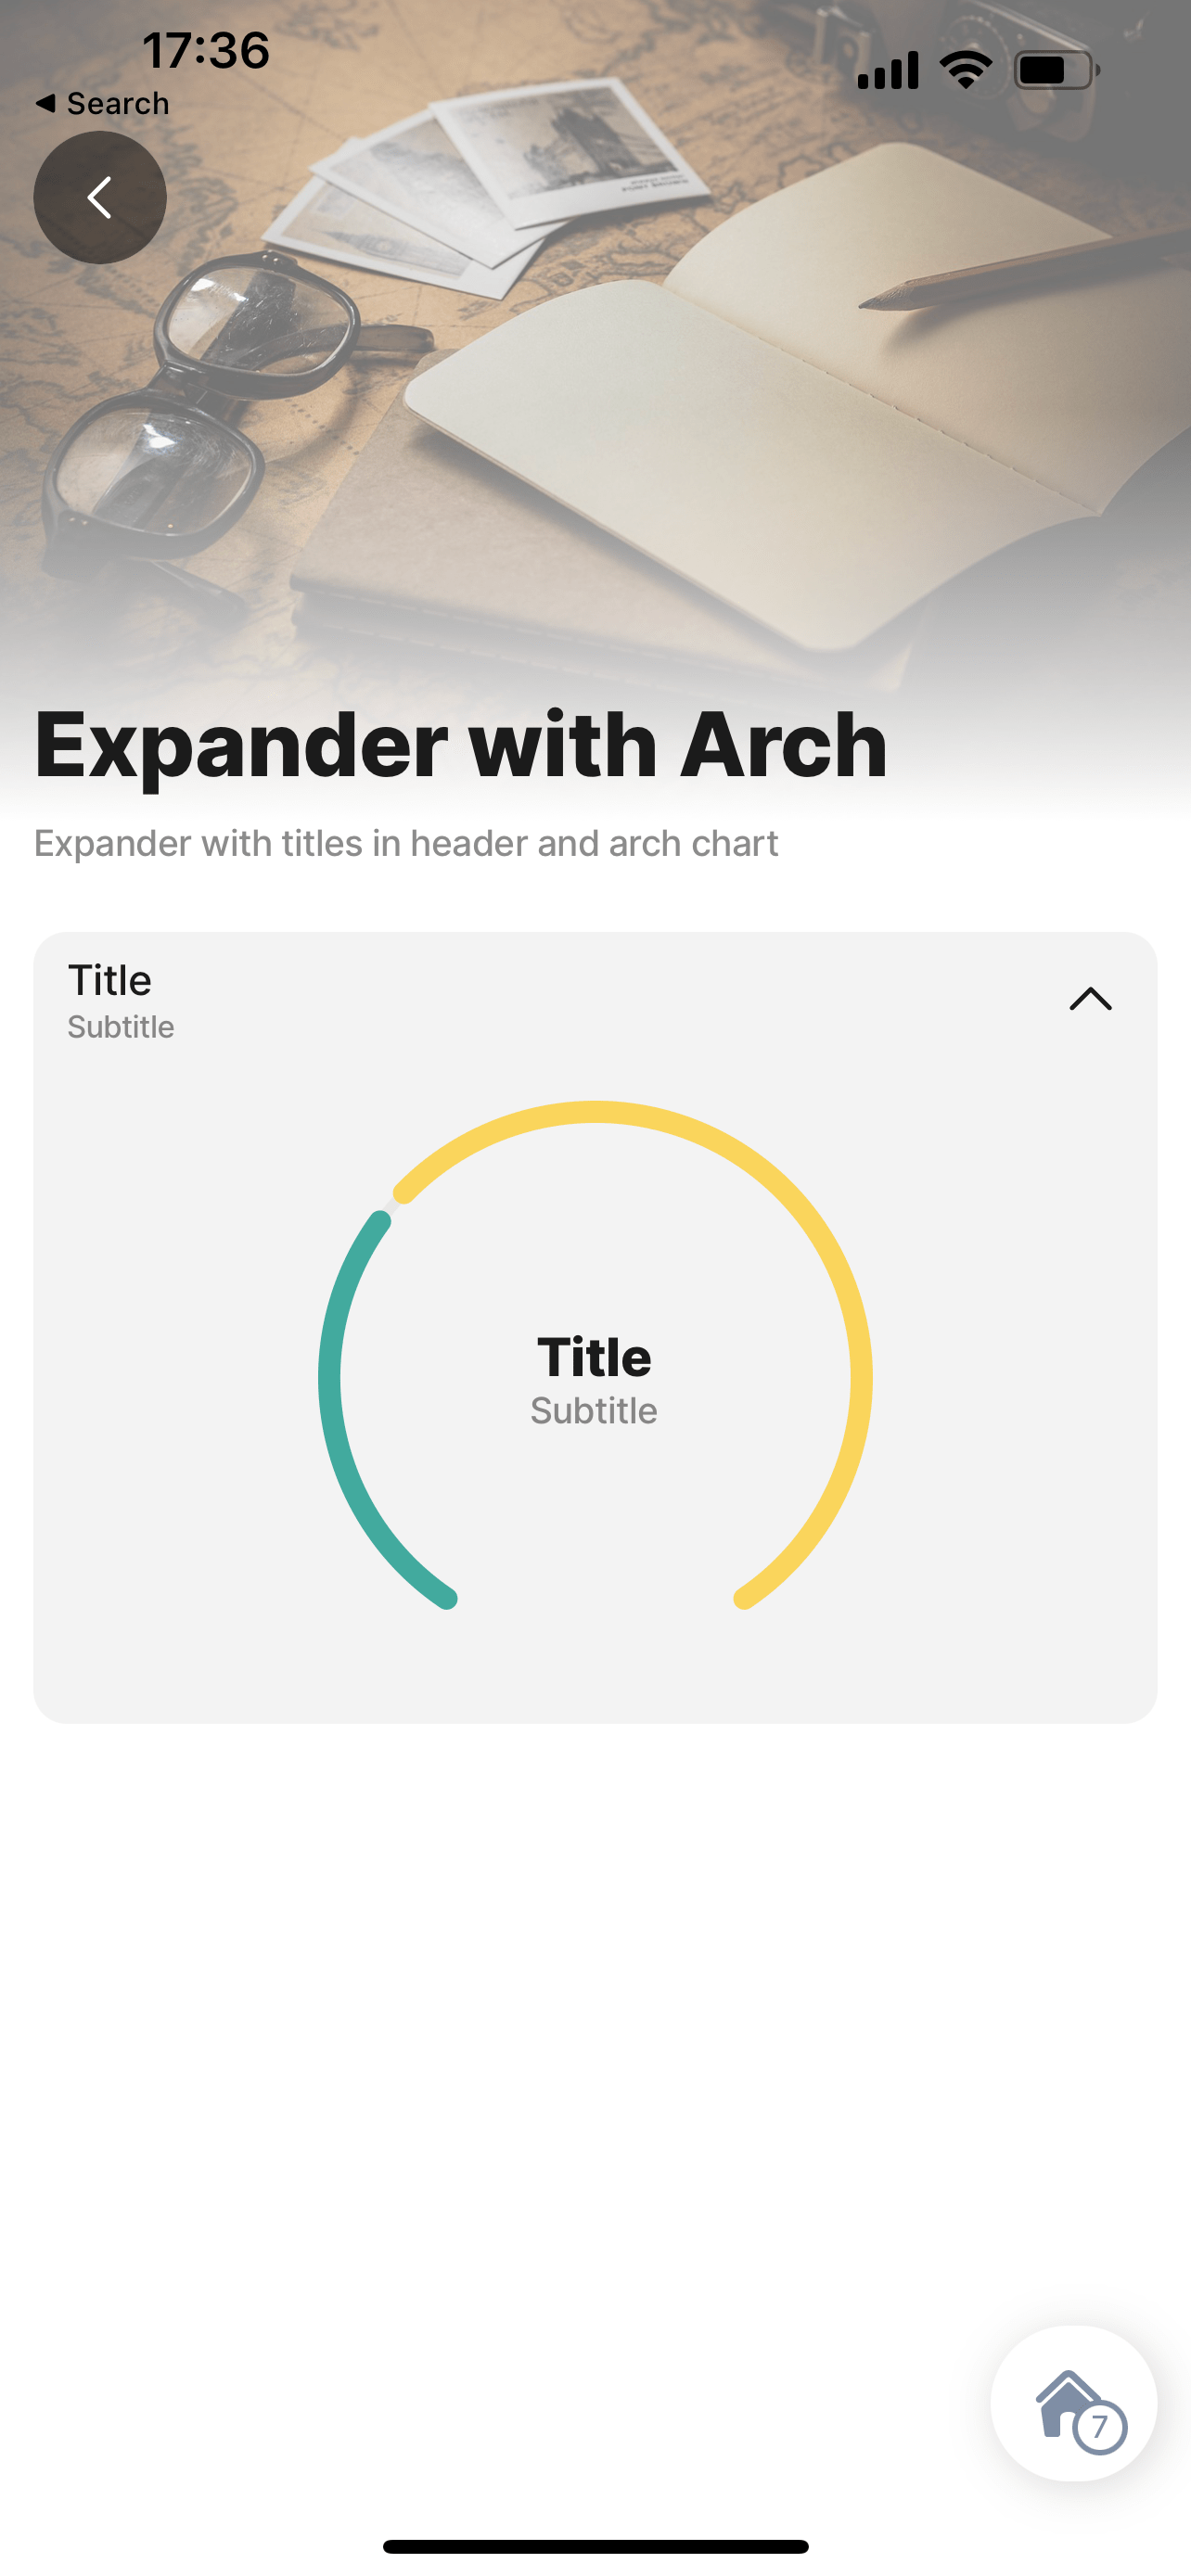 17:36
◀ Search
Expander with Arch
Expander with titles in header and arch chart
Title
Subtitle
Title
Subtitle
7